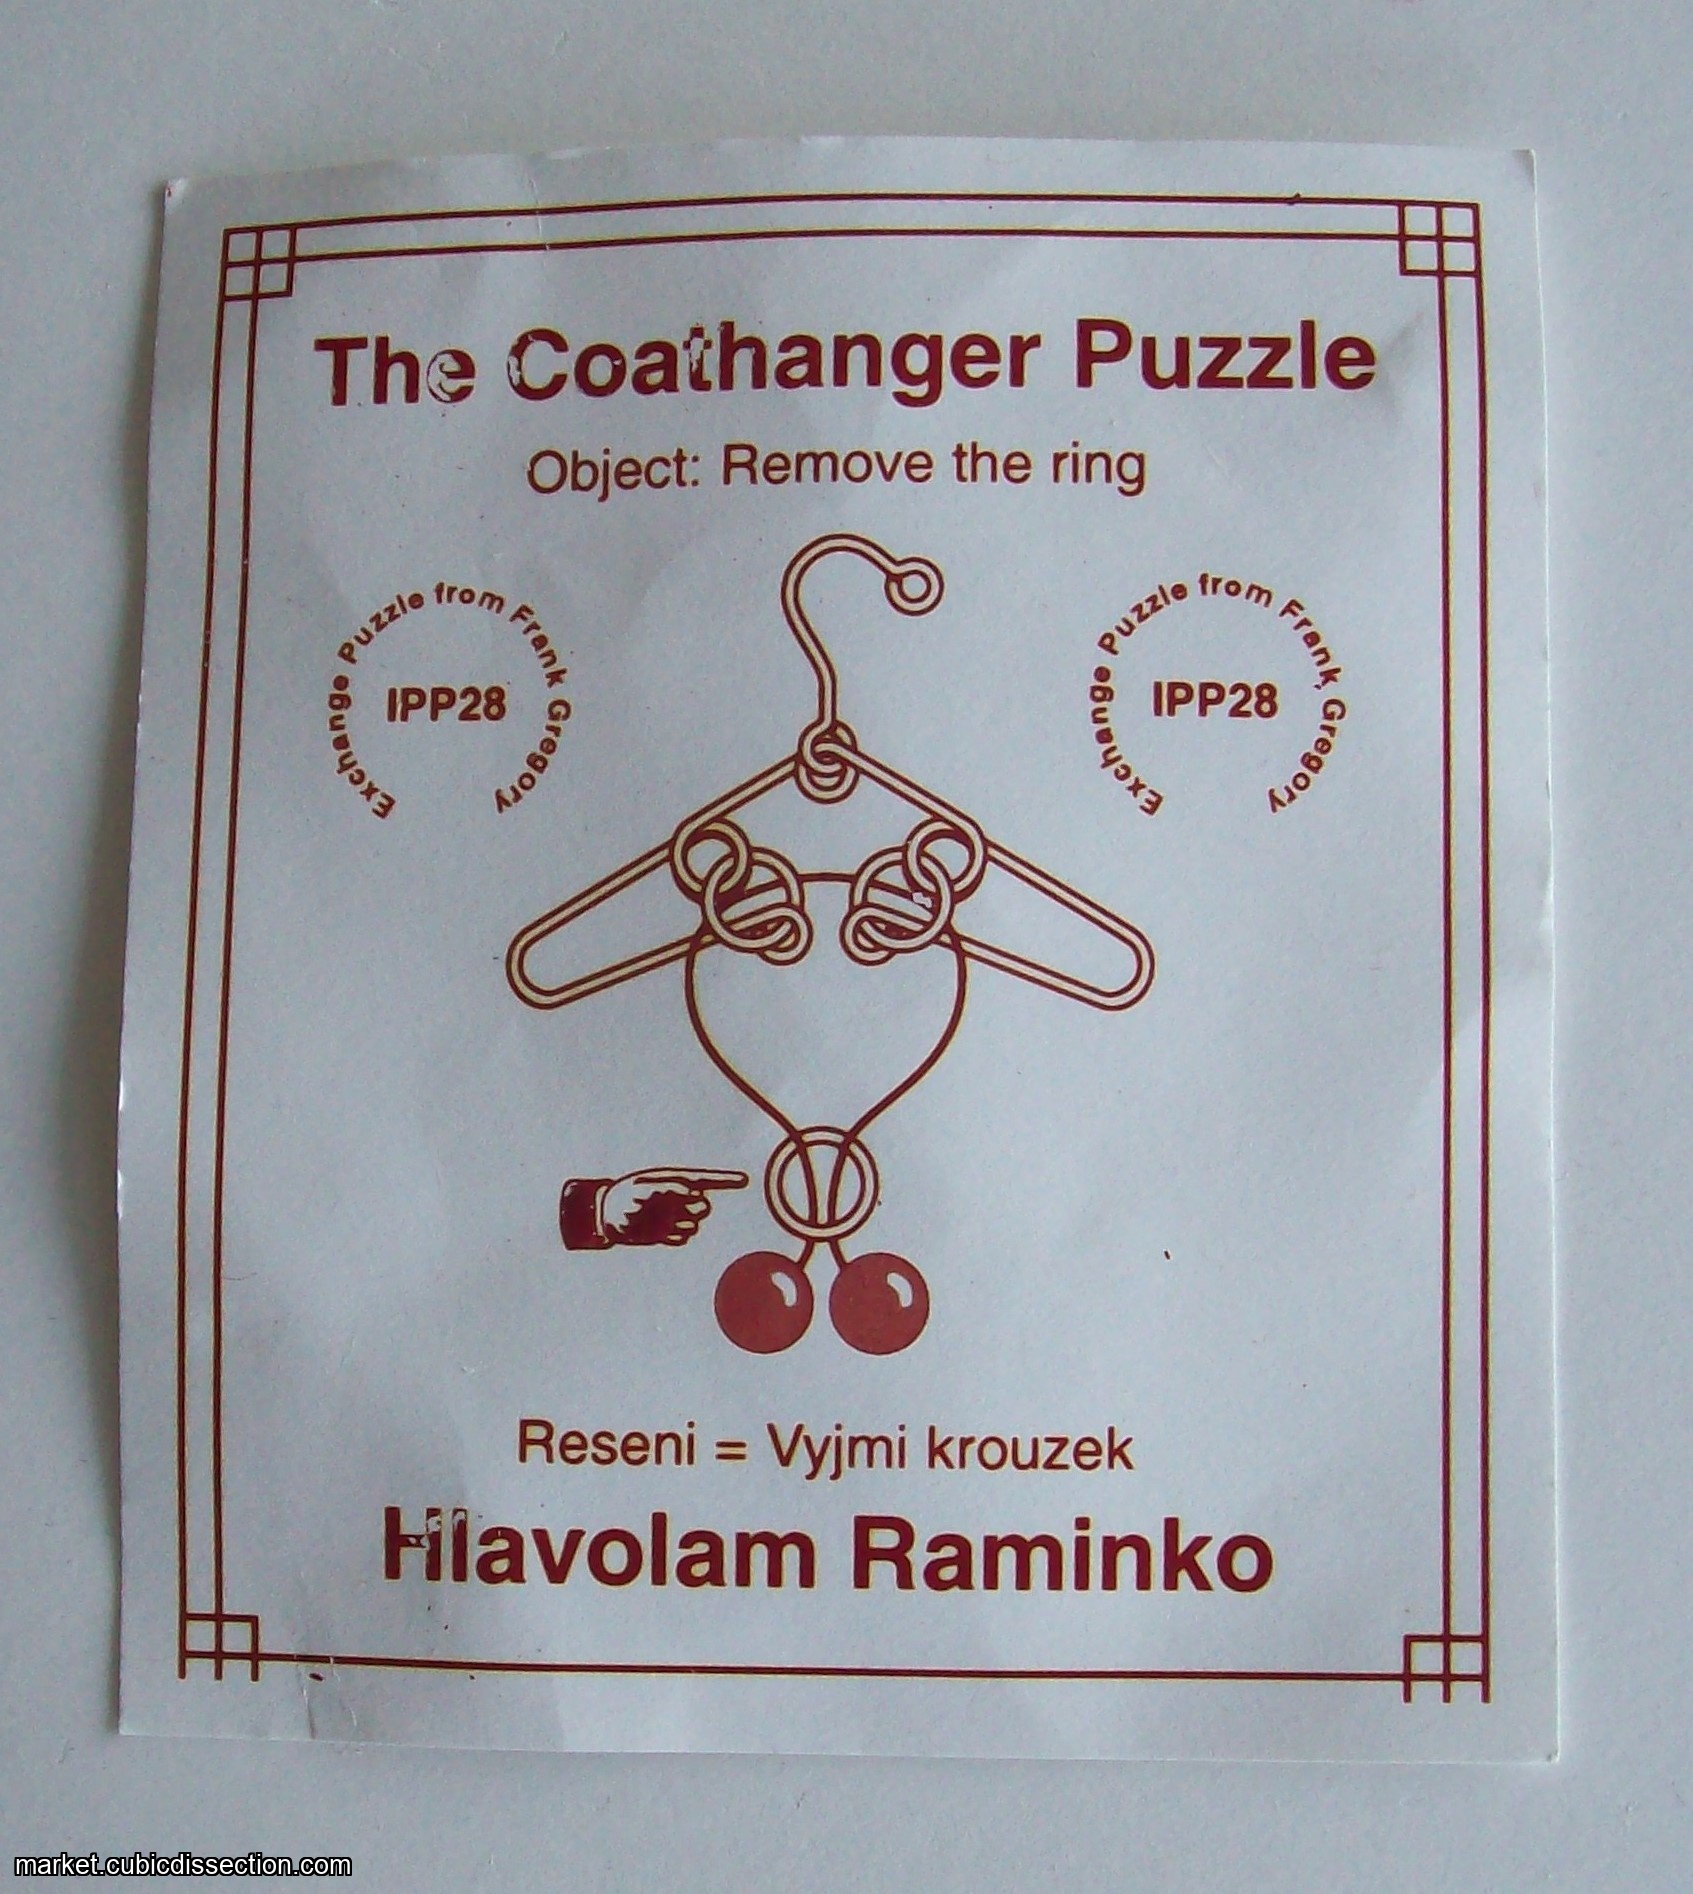 The Coathanger Puzzle
Object: Remove the ring
Exchange Puzzle from Frank Gregory
IPP28
Exchange Puzzle from Frank Gregory
IPP28
Reseni = Vyjmi krouzek
Hlavolam Raminko
market.cubicdissection.com